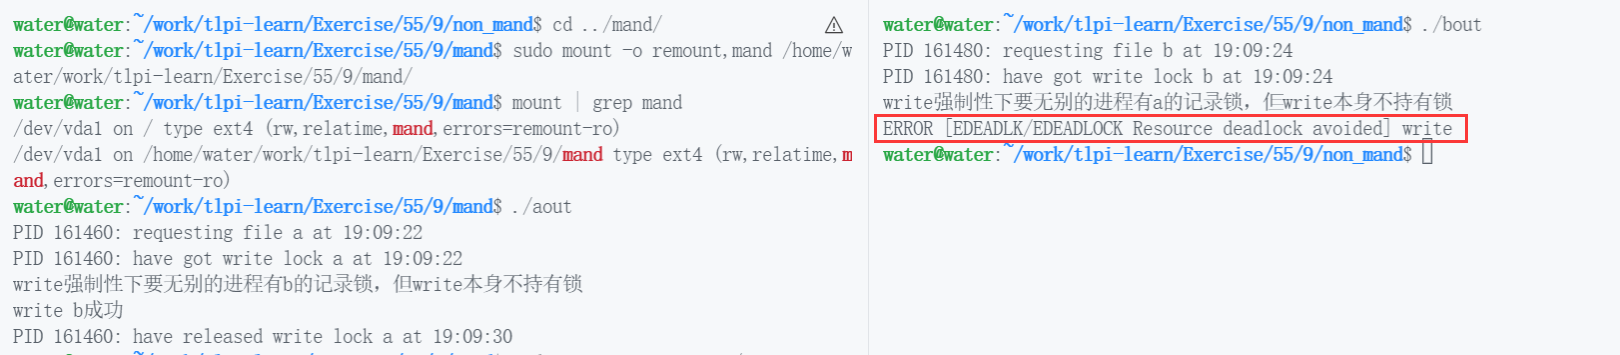 water@water:~/work/tlpi-learn/Exercise/55/9/non_mand$ cd ../mand/
water@water:~/work/tlpi-learn/Exercise/55/9/mand$ sudo mount -o remount,mand /home/w
ater/work/tlpi-learn/Exercise/55/9/mand/
water@water:~/work/tlpi-learn/Exercise/55/9/mand$ mount | grep mand
/dev/vda1 on / type ext4 (rw,relatime,mand,errors=remount-ro)
/dev/vda1 on /home/water/work/tlpi-learn/Exercise/55/9/mand type ext4 (rw,relatime,m
and,errors=remount-ro)
water@water:~/work/tlpi-learn/Exercise/55/9/mand$ ./aout
PID 161460: requesting file a at 19:09:22
PID 161460: have got write lock a at 19:09:22
write强制性下要无别的进程有b的记录锁，但write本身不持有锁
write b成功
PID 161460: have released write lock a at 19:09:30
water@water:~/work/tlpi-learn/Exercise/55/9/non_mand$ ./bout
PID 161480: requesting file b at 19:09:24
PID 161480: have got write lock b at 19:09:24
write强制性下要无别的进程有a的记录锁，但write本身不持有锁
ERROR [EDEADLK/EDEADLOCK Resource deadlock avoided] write
water@water:~/work/tlpi-learn/Exercise/55/9/non_mand$